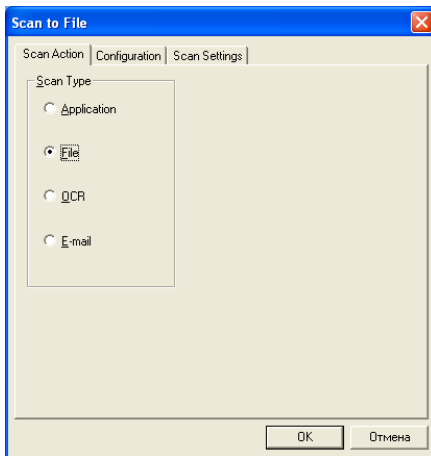 Scan to File
Scan Action Configuration Scan Settings
Scan Type
Application
File
OCR
E-mail
OK Отмена